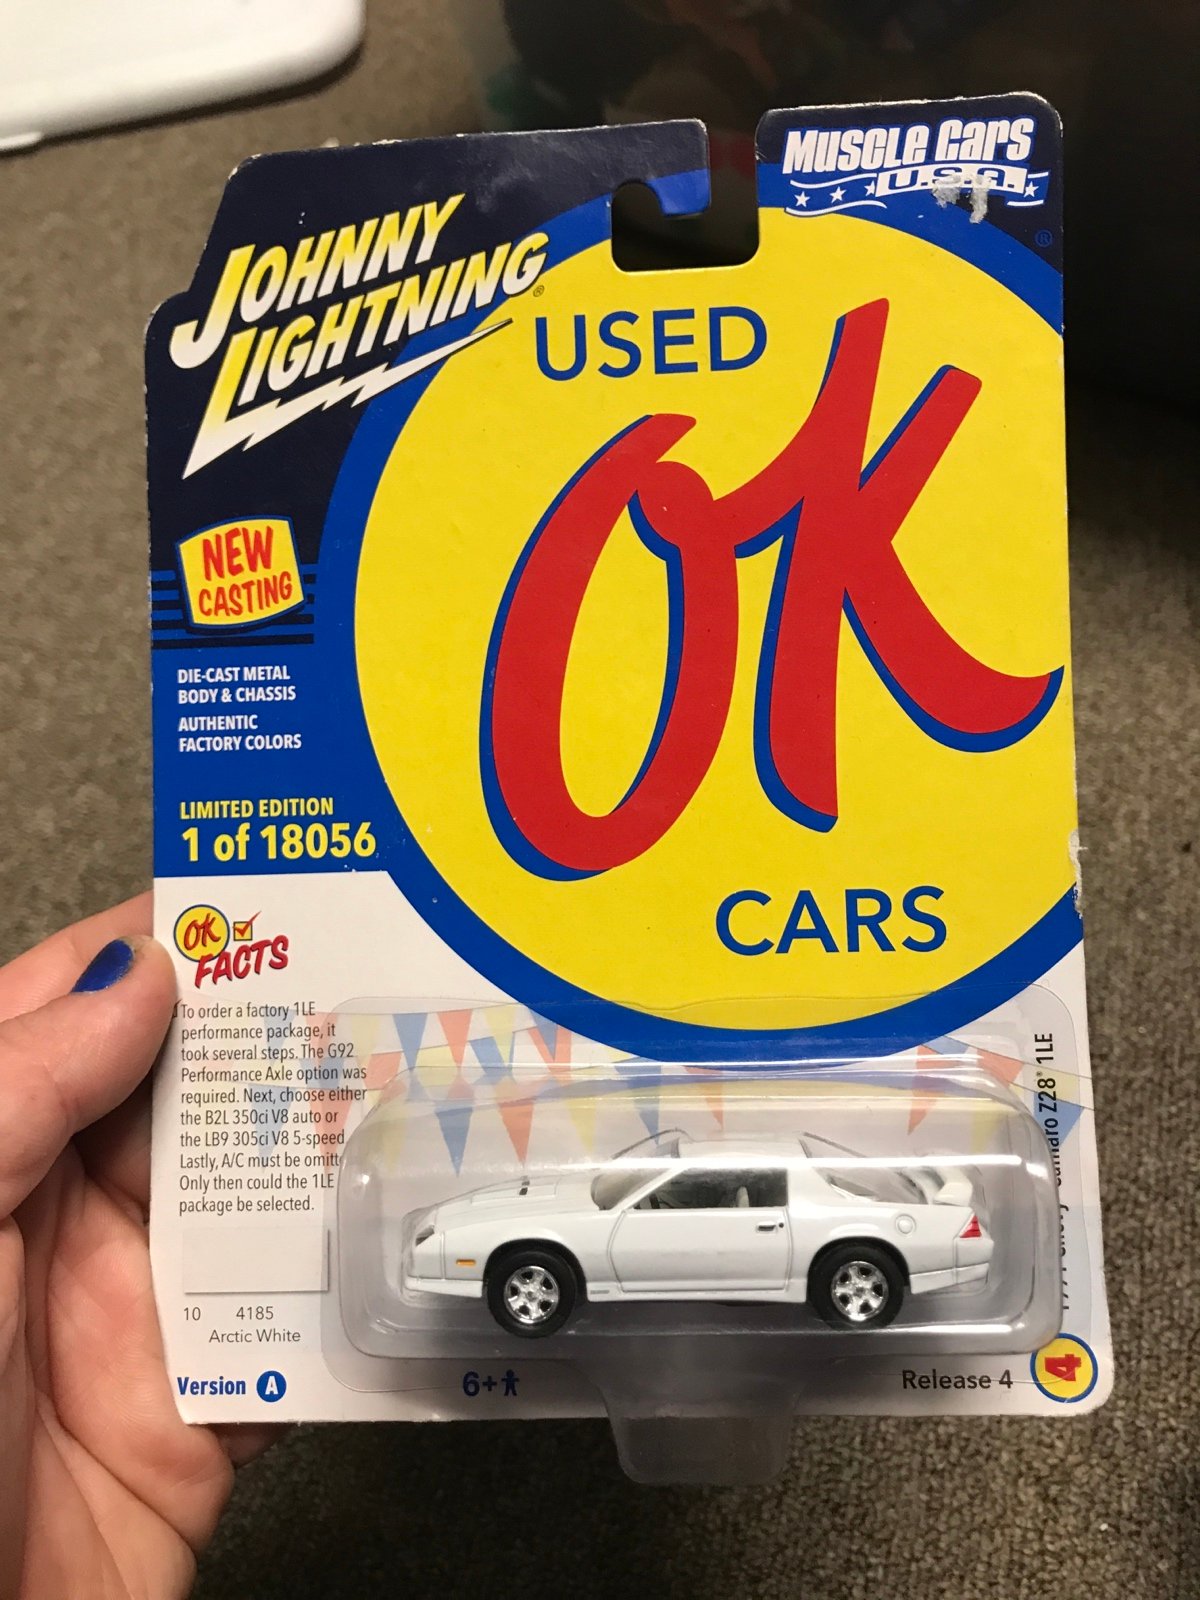 MUSCLE CARS
U.S.A.
JOHNNY
LIGHTNING®
®
USED
OK
CARS
NEW
CASTING
DIE-CAST METAL
BODY & CHASSIS
AUTHENTIC
FACTORY COLORS
LIMITED EDITION
1 of 18056
OK
FACTS
To order a factory 1LE
performance package, it
took several steps. The G92
Performance Axle option was
required. Next, choose either
the B2L 350ci V8 auto or
the LB9 305ci V8 5-speed
Lastly, A/C must be omitt
Only then could the 1LE
package be selected.
10 4185
Arctic White
Version A
6+
Release 4
4
Camaro Z28® 1LE